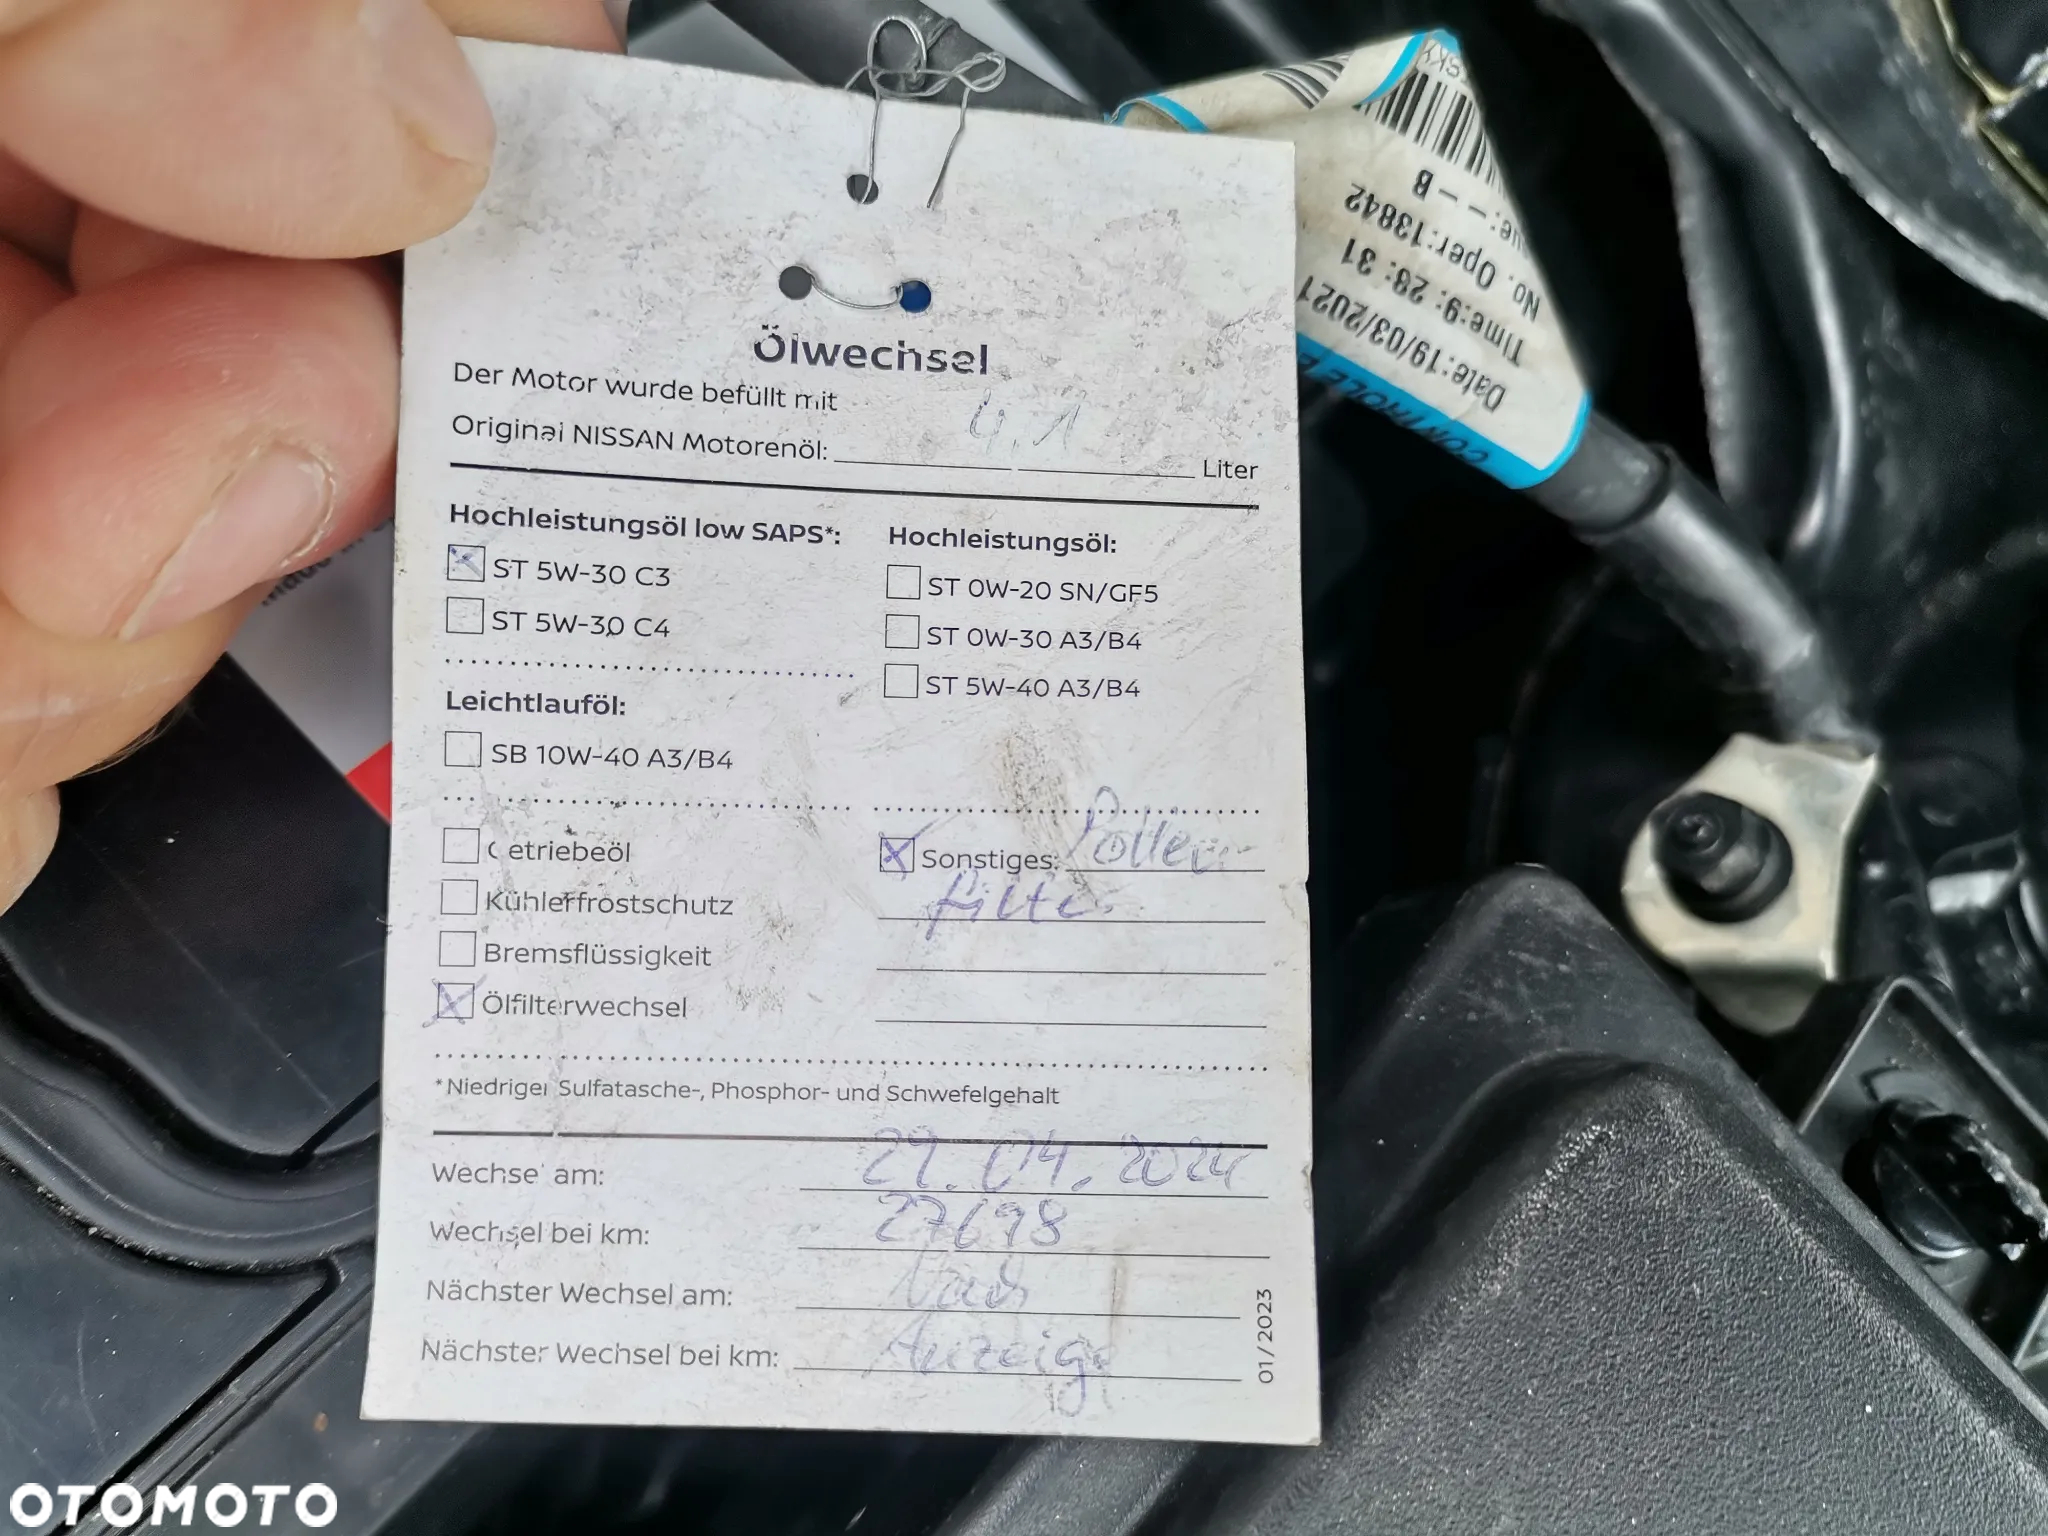 Ölwechsel
Der Motor wurde befüllt mit
Original NISSAN Motorenöl: 4,1 Liter
Hochleistungsöl low SAPS*:
ST 5W-30 C3
ST 5W-30 C4
Hochleistungsöl:
ST 0W-20 SN/GF5
ST 0W-30 A3/B4
ST 5W-40 A3/B4
Leichtlauföl:
SB 10W-40 A3/B4
Getriebeöl
Kühlerfrostschutz
Bremsflüssigkeit
Ölfilterwechsel
Sonstiges: Pollen
filter
*Niedriger Sulfatasche-, Phosphor- und Schwefelgehalt
Wechsel am: 29.04.2024
Wechsel bei km: 27698
Nächster Wechsel am: Nach
Nächster Wechsel bei km: Anzeige
01/2023
No. Oper:13842
Time:9:28:31
Date:19/03/2021
- B
OTOMOTO